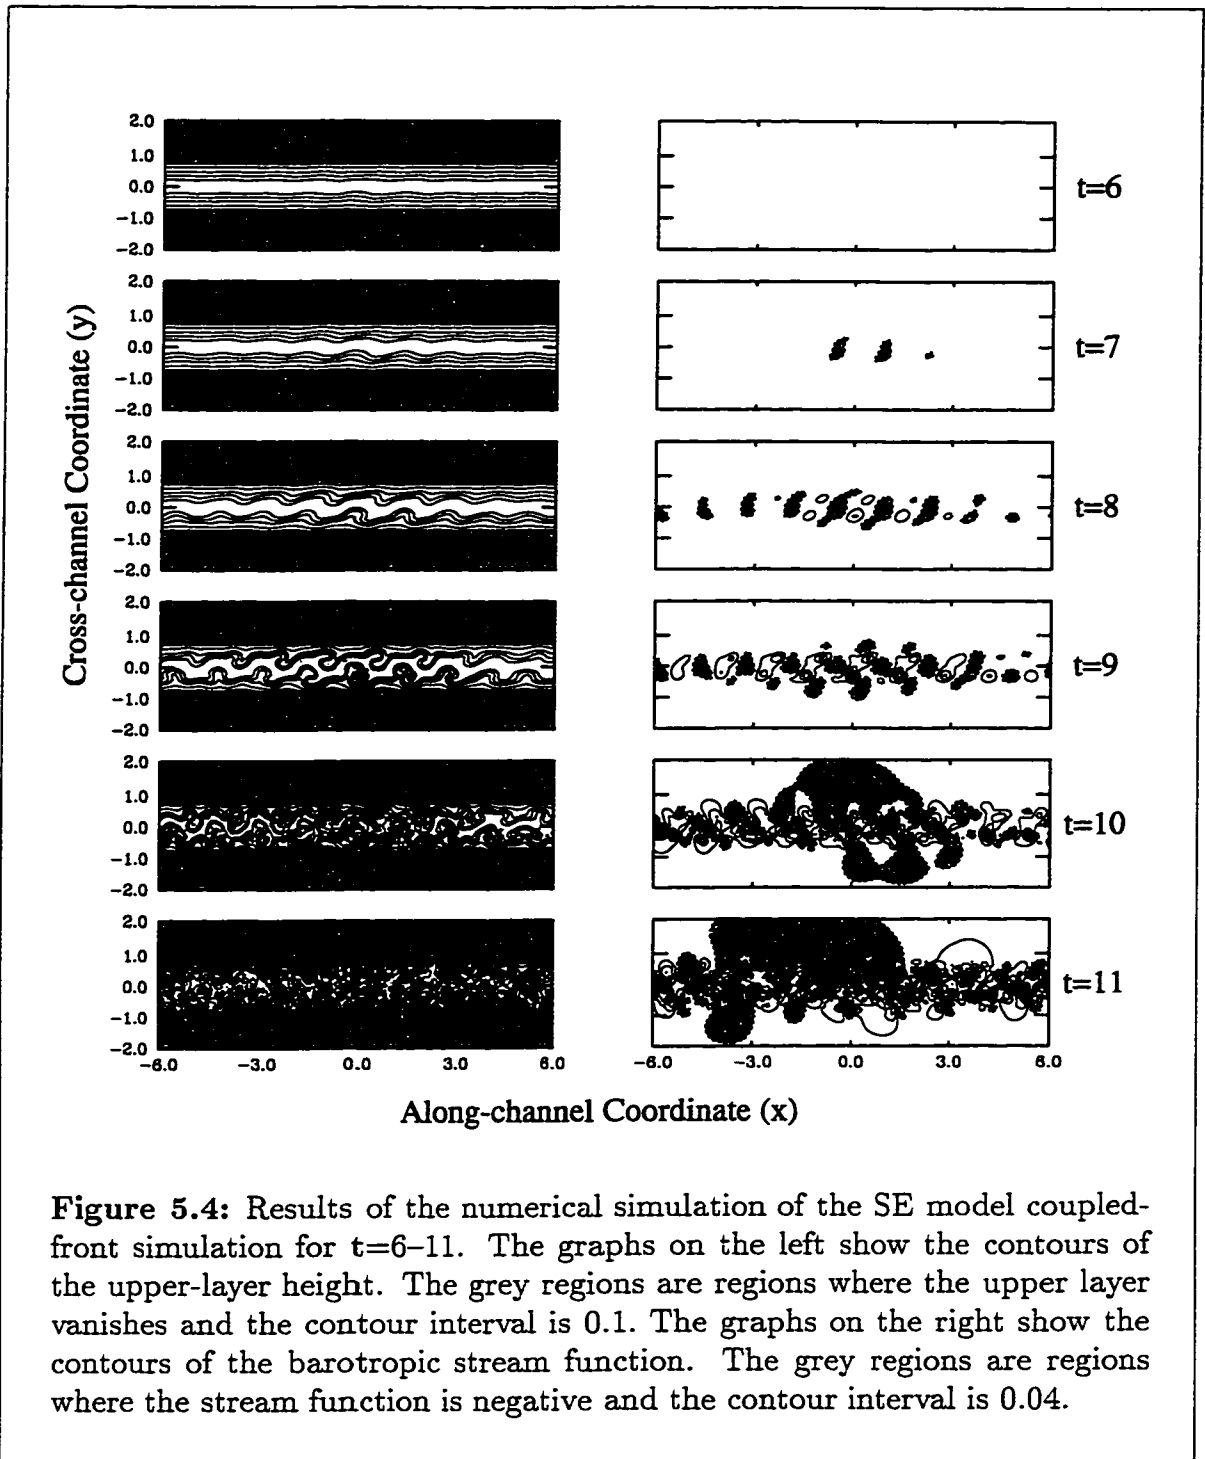 2.0
1.0
0.0
−1.0
−2.0
t=6
2.0
1.0
0.0
−1.0
−2.0
t=7
2.0
1.0
0.0
−1.0
−2.0
t=8
2.0
1.0
0.0
−1.0
−2.0
t=9
2.0
1.0
0.0
−1.0
−2.0
t=10
2.0
1.0
0.0
−1.0
−2.0
t=11
Cross-channel Coordinate (y)
−6.0 −3.0 0.0 3.0 6.0 −6.0 −3.0 0.0 3.0 6.0
Along-channel Coordinate (x)
Figure 5.4: Results of the numerical simulation of the SE model coupled-
front simulation for t=6–11. The graphs on the left show the contours of
the upper-layer height. The grey regions are regions where the upper layer
vanishes and the contour interval is 0.1. The graphs on the right show the
contours of the barotropic stream function. The grey regions are regions
where the stream function is negative and the contour interval is 0.04.